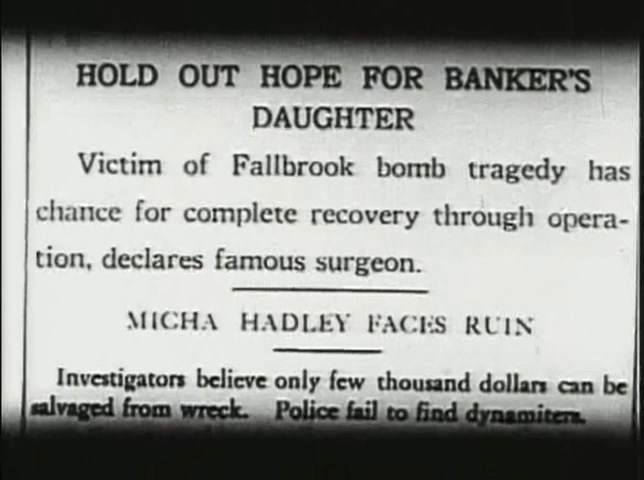 HOLD OUT HOPE FOR BANKER'S
DAUGHTER
Victim of Fallbrook bomb tragedy has
chance for complete recovery through opera-
tion, declares famous surgeon.
MICHA HADLEY FACES RUIN
Investigators believe only few thousand dollars can be
salvaged from wreck. Police fail to find dynamiters.